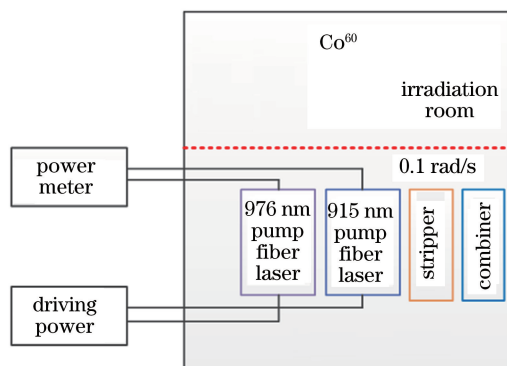 Co⁶⁰
irradiation
room
0.1 rad/s
power
meter
976 nm
pump
fiber
laser
915 nm
pump
fiber
laser
stripper
combiner
driving
power